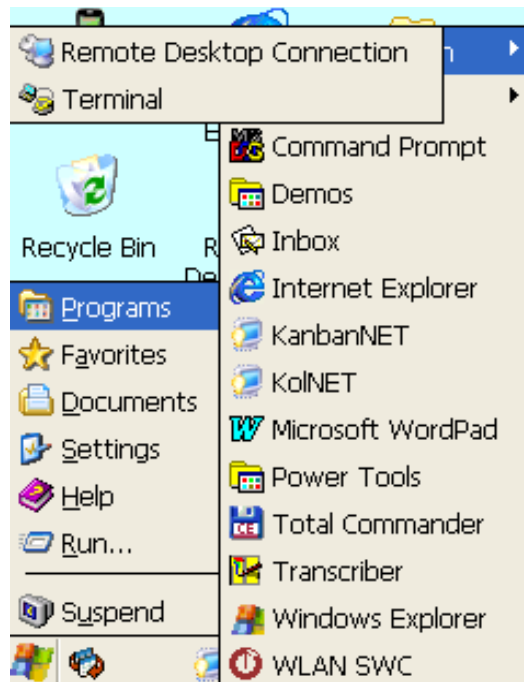 Remote Desktop Connection
Terminal
Command Prompt
Demos
Inbox
Internet Explorer
KanbanNET
KolNET
Microsoft WordPad
Power Tools
Total Commander
Transcriber
Windows Explorer
WLAN SWC
Recycle Bin
Programs
Favorites
Documents
Settings
Help
Run...
Suspend